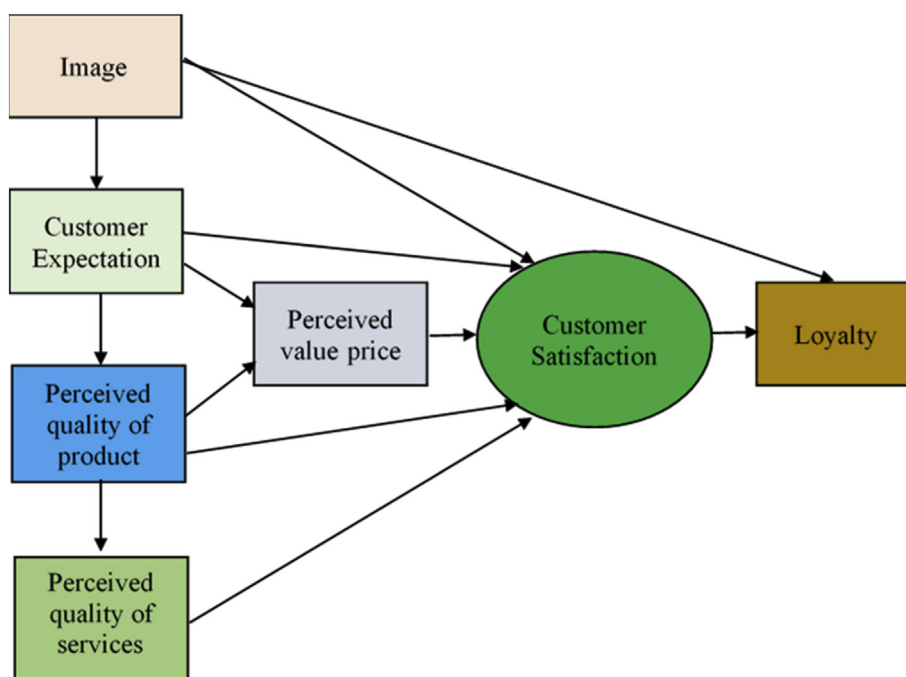 Image
Customer
Expectation
Perceived
value price
Customer
Satisfaction
Loyalty
Perceived
quality of
product
Perceived
quality of
services